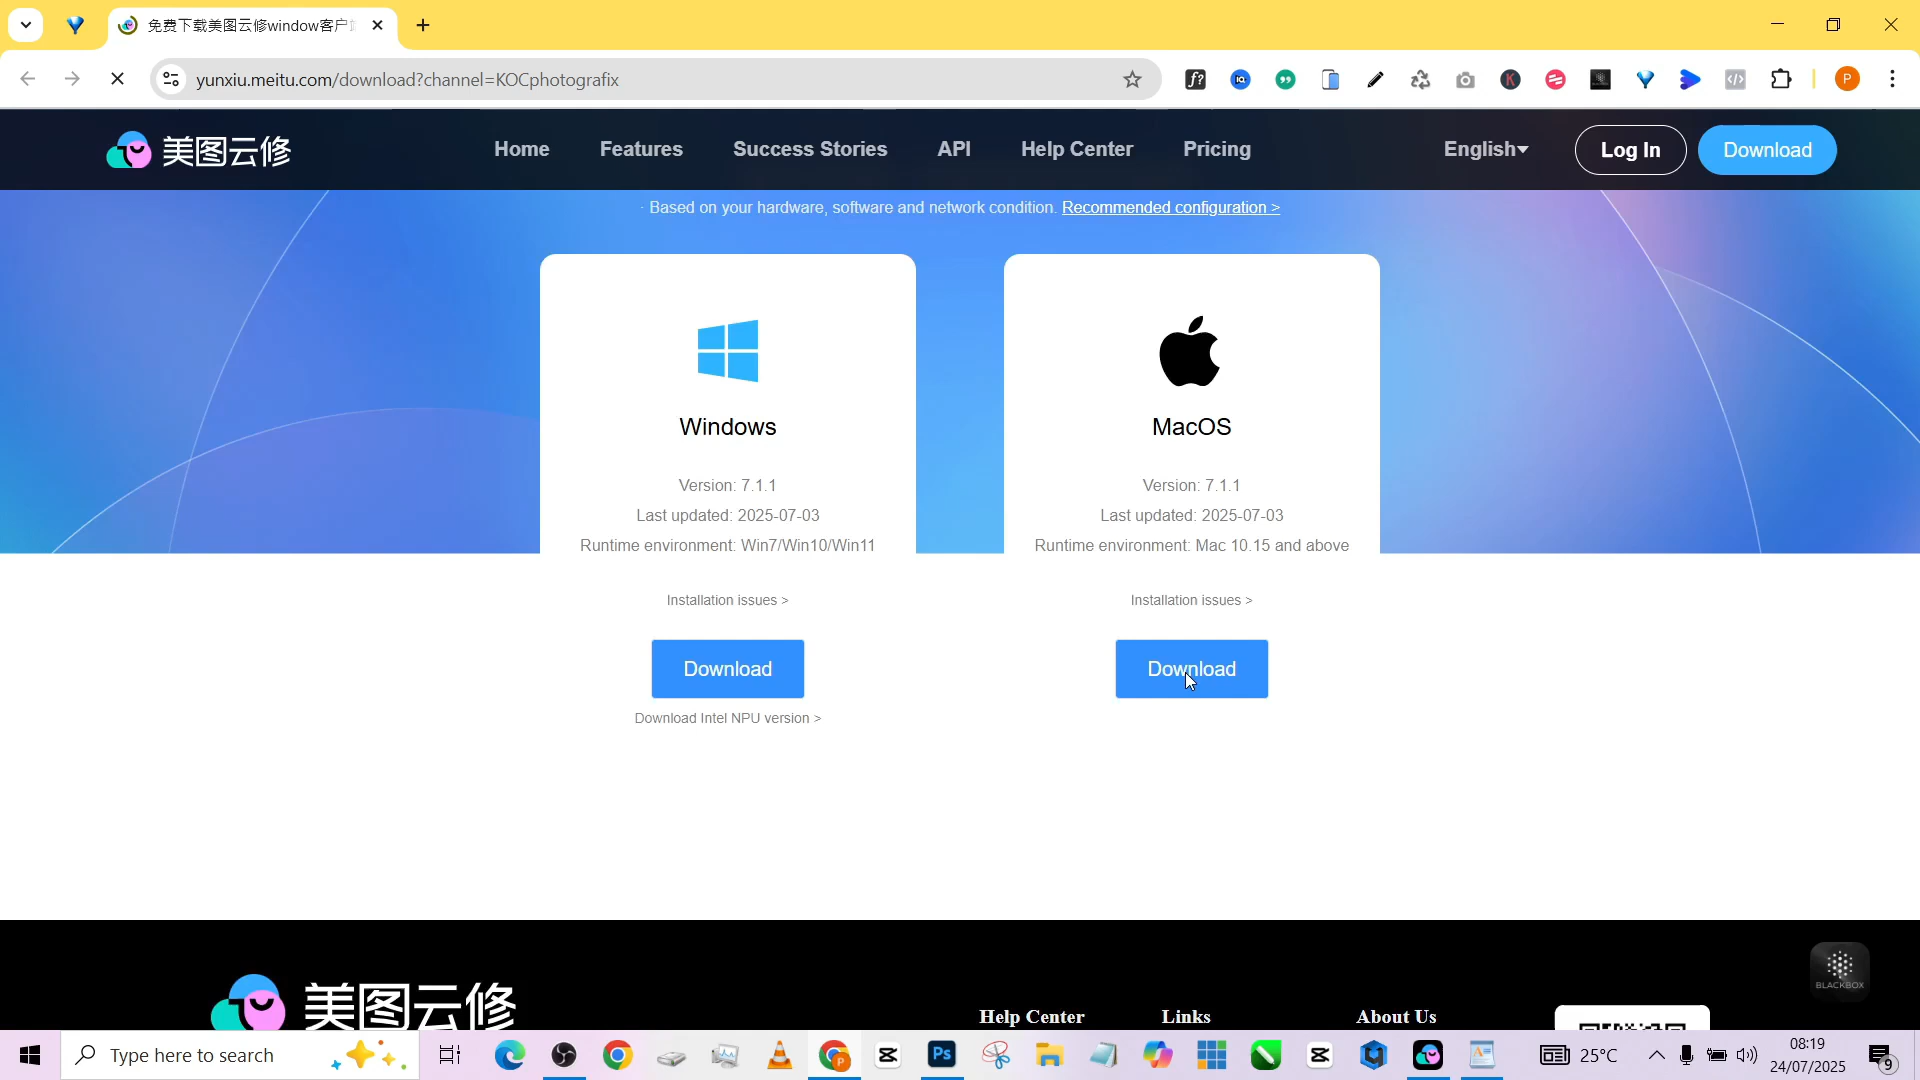 免费下载美图云修window客户
yunxiu.meitu.com/download?channel=KOCphotografix
P
美图云修
Home
Features
Success Stories
API
Help Center
Pricing
English
Log In
Download
· Based on your hardware, software and network condition. Recommended configuration >
Windows
Version: 7.1.1
Last updated: 2025-07-03
Runtime environment: Win7/Win10/Win11
Installation issues >
Download
Download Intel NPU version >
MacOS
Version: 7.1.1
Last updated: 2025-07-03
Runtime environment: Mac 10.15 and above
Installation issues >
Download
BLACKBOX
美图云修
Help Center
Links
About Us
Type here to search
Ps
25°C
08:19
24/07/2025
9